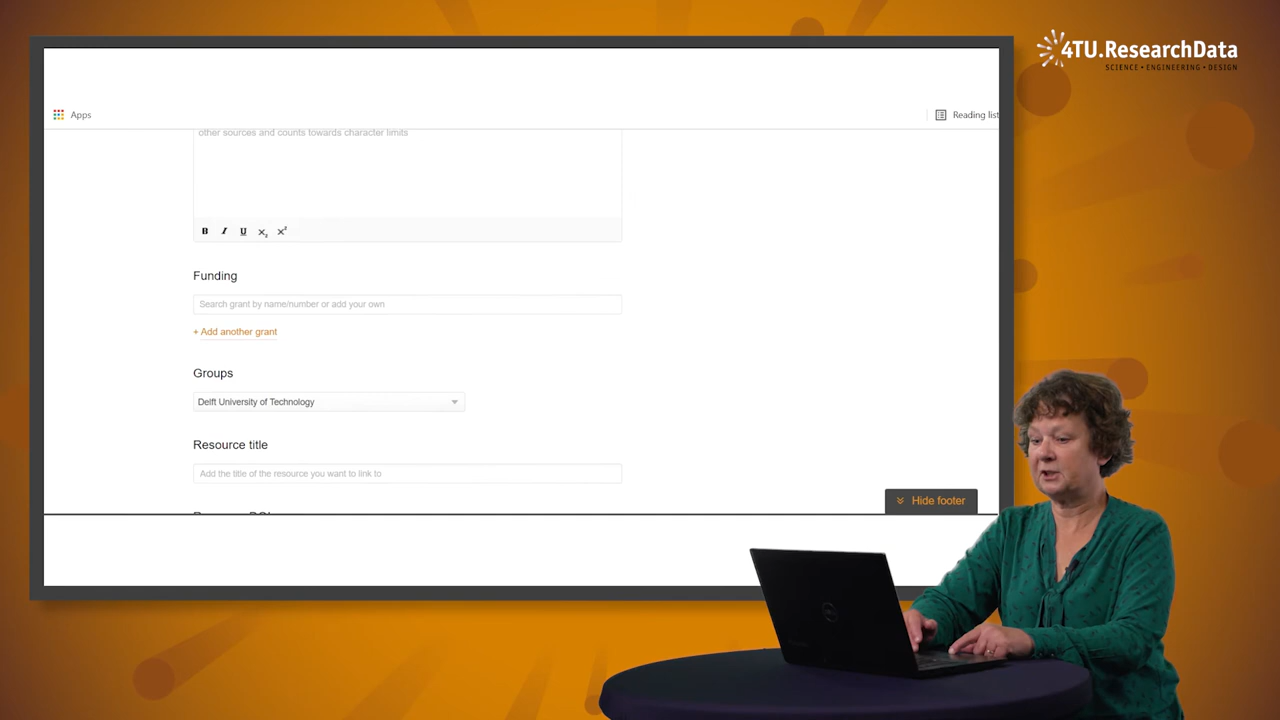 4TU.ResearchData
SCIENCE • ENGINEERING • DESIGN
Apps
Reading list
other sources and counts towards character limits
B I U x₂ x²
Funding
Search grant by name/number or add your own
+ Add another grant
Groups
Delft University of Technology
Resource title
Add the title of the resource you want to link to
Hide footer